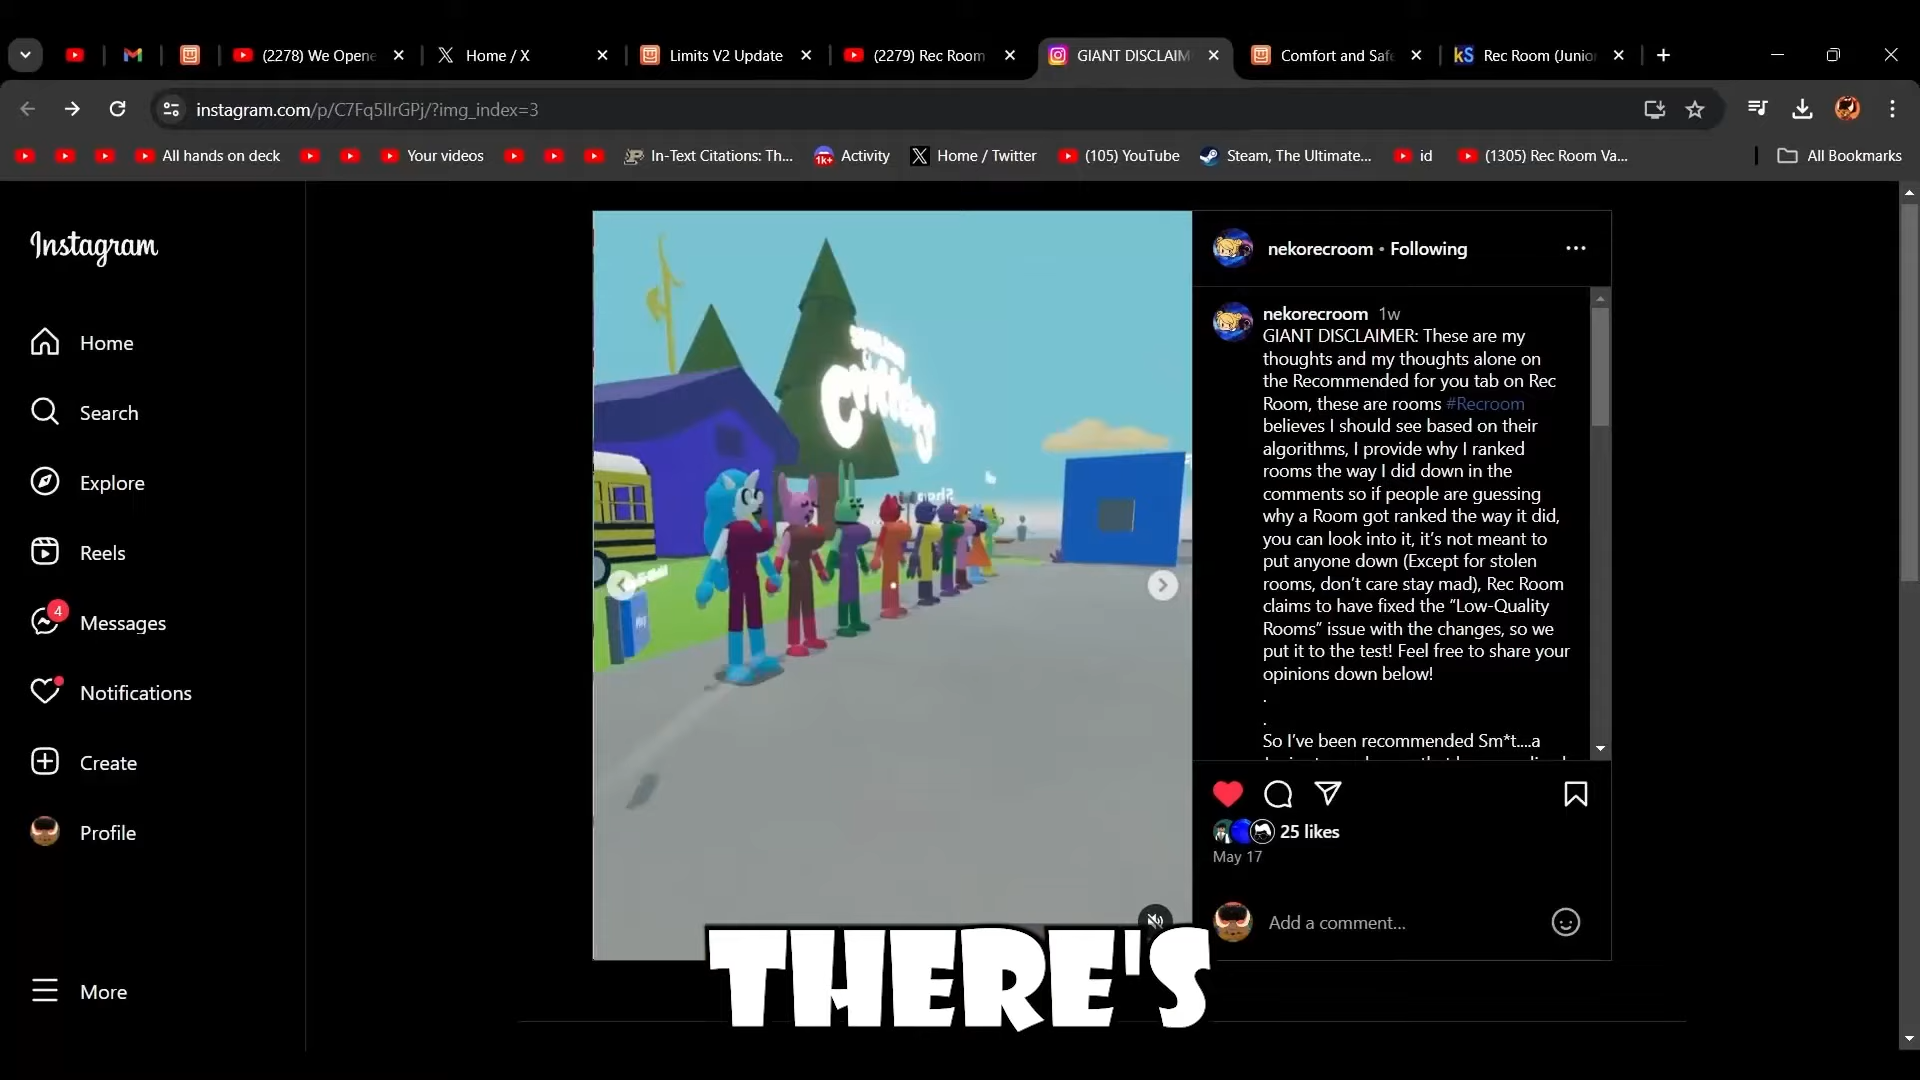 (2278) We Opene
Home / X
Limits V2 Update
(2279) Rec Room
GIANT DISCLAIM
Comfort and Safe
kS
Rec Room (Junio
instagram.com/p/C7Fq5lIrGPj/?img_index=3
All hands on deck
Your videos
In-Text Citations: Th...
1k+
Activity
Home / Twitter
(105) YouTube
Steam, The Ultimate...
id
(1305) Rec Room Va...
All Bookmarks
Instagram
Home
Search
Explore
Reels
4
Messages
Notifications
Create
Profile
More
Critters
Shop
nekorecroom • Following
nekorecroom 1w
GIANT DISCLAIMER: These are my
thoughts and my thoughts alone on
the Recommended for you tab on Rec
Room, these are rooms #Recroom
believes I should see based on their
algorithms, I provide why I ranked
rooms the way I did down in the
comments so if people are guessing
why a Room got ranked the way it did,
you can look into it, it's not meant to
put anyone down (Except for stolen
rooms, don't care stay mad), Rec Room
claims to have fixed the "Low-Quality
Rooms" issue with the changes, so we
put it to the test! Feel free to share your
opinions down below!
.
.
So I've been recommended Sm*t....a
25 likes
May 17
Add a comment...
THERE'S